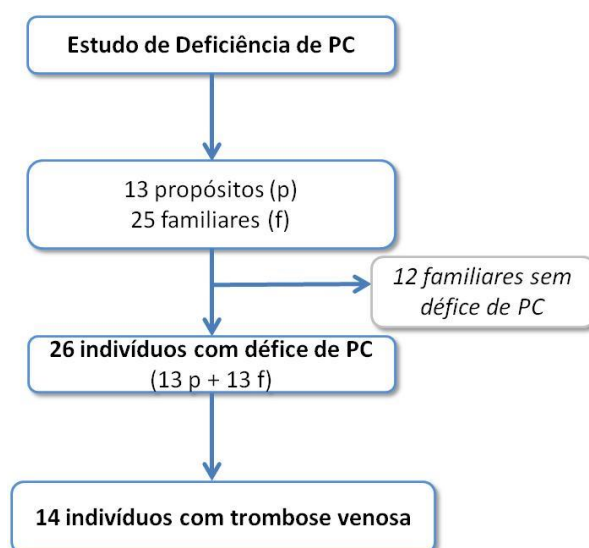 Estudo de Deficiência de PC
13 propósitos (p)
25 familiares (f)
12 familiares sem
défice de PC
26 indivíduos com défice de PC
(13 p + 13 f)
14 indivíduos com trombose venosa